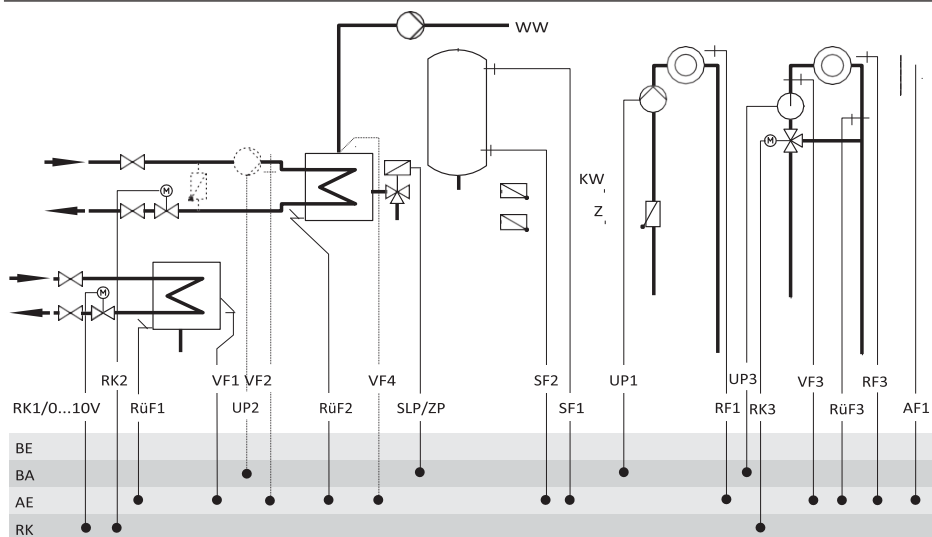 WW
M
KW
Z
M
M
RK2 VF1 VF2 VF4 SF2 UP1 UP3 VF3 RF3
RK1/0...10V RüF1 UP2 RüF2 SLP/ZP SF1 RF1 RK3 RüF3 AF1
BE
BA
AE
RK